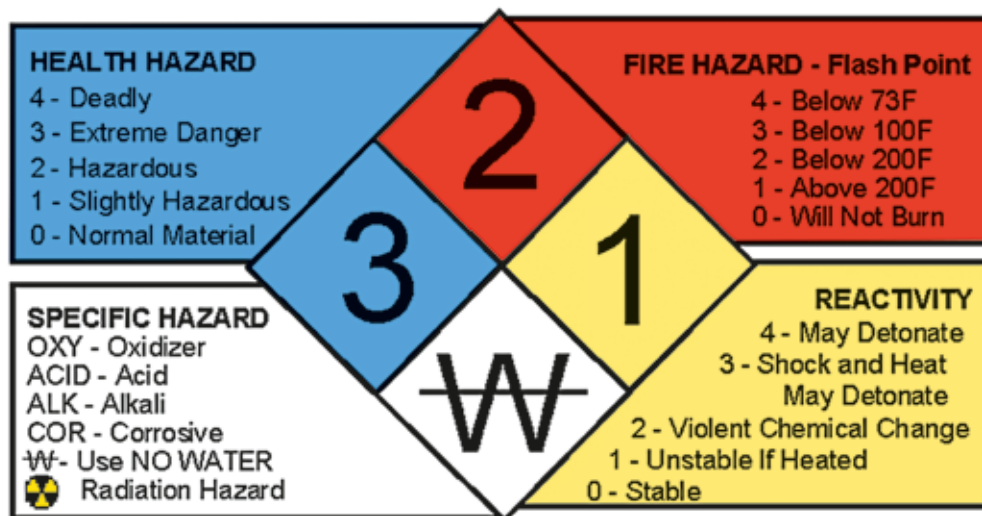 HEALTH HAZARD
4 - Deadly
3 - Extreme Danger
2 - Hazardous
1 - Slightly Hazardous
0 - Normal Material
FIRE HAZARD - Flash Point
4 - Below 73F
3 - Below 100F
2 - Below 200F
1 - Above 200F
0 - Will Not Burn
2
3
1
W
SPECIFIC HAZARD
OXY - Oxidizer
ACID - Acid
ALK - Alkali
COR - Corrosive
W - Use NO WATER
Radiation Hazard
REACTIVITY
4 - May Detonate
3 - Shock and Heat
May Detonate
2 - Violent Chemical Change
1 - Unstable If Heated
0 - Stable